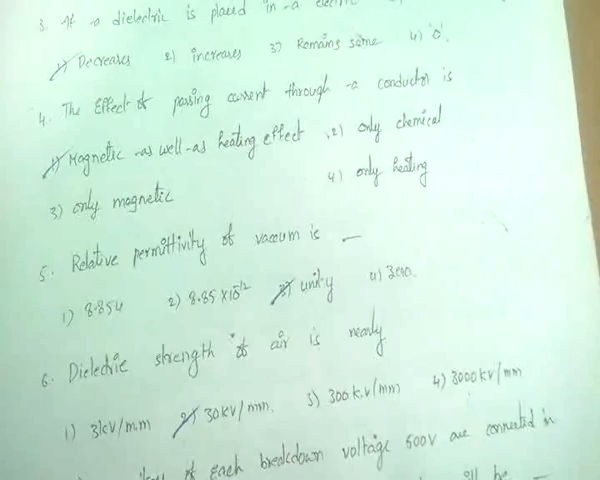 3. If a dielectric is placed in a
1) Decreases 2) increases 3) Remains same 4) '0'.
4. The Effect of passing current through a conductor is
1) Magnetic as well as heating effect 2) only chemical
3) only magnetic 4) only heating
5. Relative permittivity of vacuum is —
1) 8.854 2) 8.85 x 10⁻¹² 3) unity 4) zero.
6. Dielectric strength of air is nearly
1) 3kv/m.m 2) 30kv/mm. 3) 300 k.v/mm 4) 3000kv/mm
of each breakdown voltage 500v are connected in
will be —